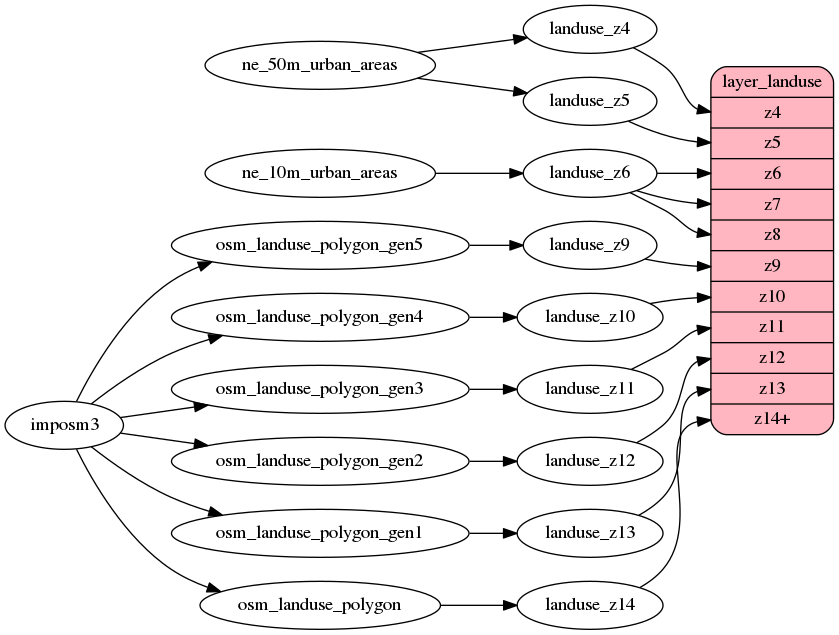 landuse_z4
ne_50m_urban_areas
landuse_z5
ne_10m_urban_areas
landuse_z6
osm_landuse_polygon_gen5
landuse_z9
osm_landuse_polygon_gen4
landuse_z10
osm_landuse_polygon_gen3
landuse_z11
imposm3
osm_landuse_polygon_gen2
landuse_z12
osm_landuse_polygon_gen1
landuse_z13
osm_landuse_polygon
landuse_z14
layer_landuse
z4
z5
z6
z7
z8
z9
z10
z11
z12
z13
z14+